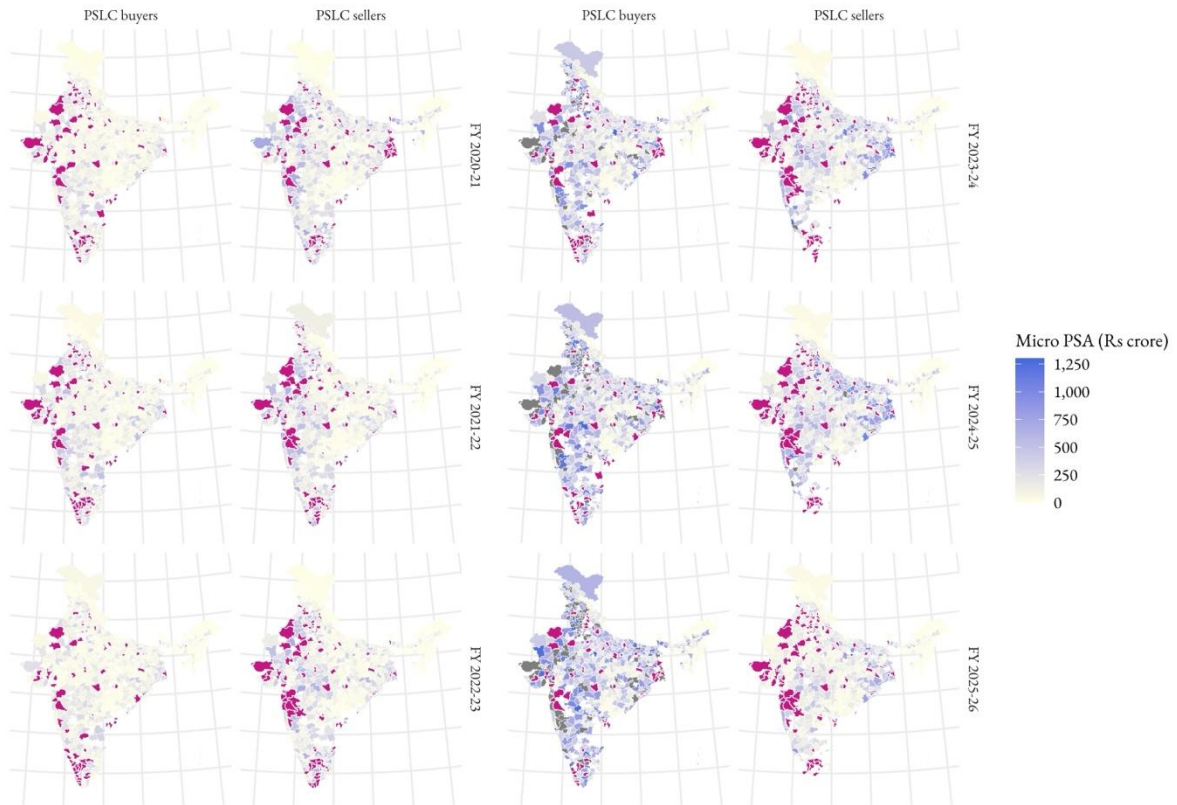 PSLC buyers
PSLC sellers
PSLC buyers
PSLC sellers
FY 2020-21
FY 2023-24
FY 2021-22
FY 2024-25
FY 2022-23
FY 2025-26
Micro PSA (Rs crore)
1,250
1,000
750
500
250
0